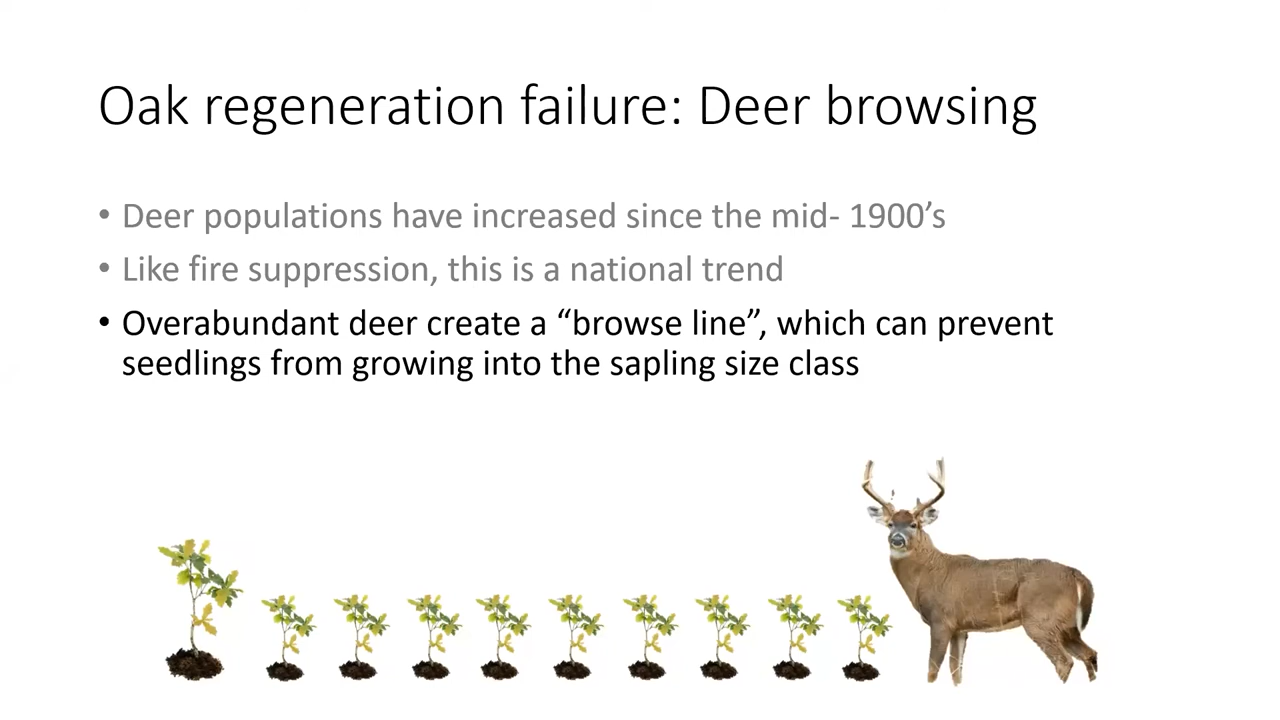 Oak regeneration failure: Deer browsing
• Deer populations have increased since the mid- 1900’s
• Like fire suppression, this is a national trend
• Overabundant deer create a “browse line”, which can prevent
seedlings from growing into the sapling size class